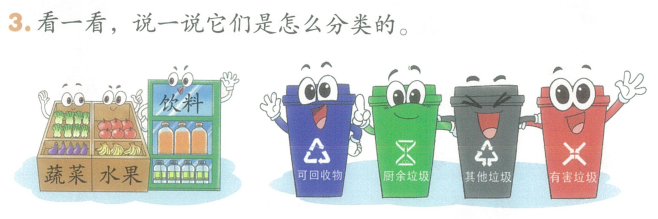 3. 看一看，说一说它们是怎么分类的。
饮料
蔬菜 水果
可回收物 厨余垃圾 其他垃圾 有害垃圾